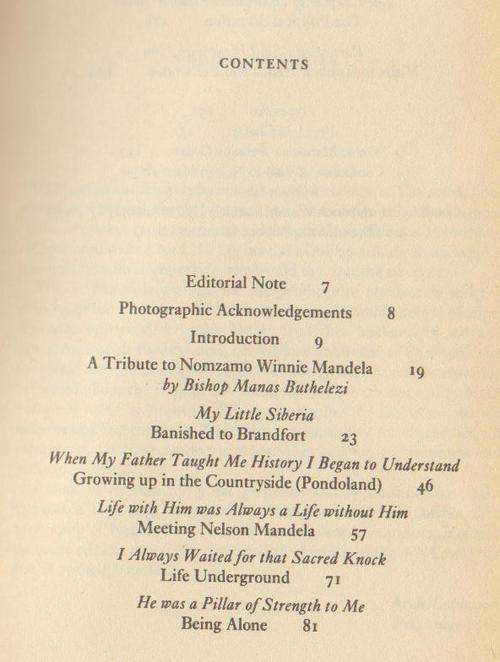 CONTENTS
Editorial Note 7
Photographic Acknowledgements 8
Introduction 9
A Tribute to Nomzamo Winnie Mandela 19
by Bishop Manas Buthelezi
My Little Siberia
Banished to Brandfort 23
When My Father Taught Me History I Began to Understand
Growing up in the Countryside (Pondoland) 46
Life with Him was Always a Life without Him
Meeting Nelson Mandela 57
I Always Waited for that Sacred Knock
Life Underground 71
He was a Pillar of Strength to Me
Being Alone 81